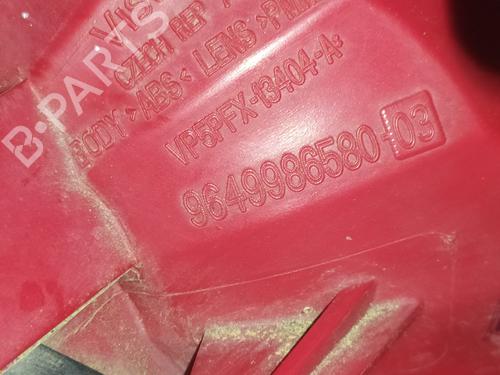 CZECH REP
BODY >ABS< LENS >PMMA
VP5PFX-13404-A
9649986580-03
B-PARTS